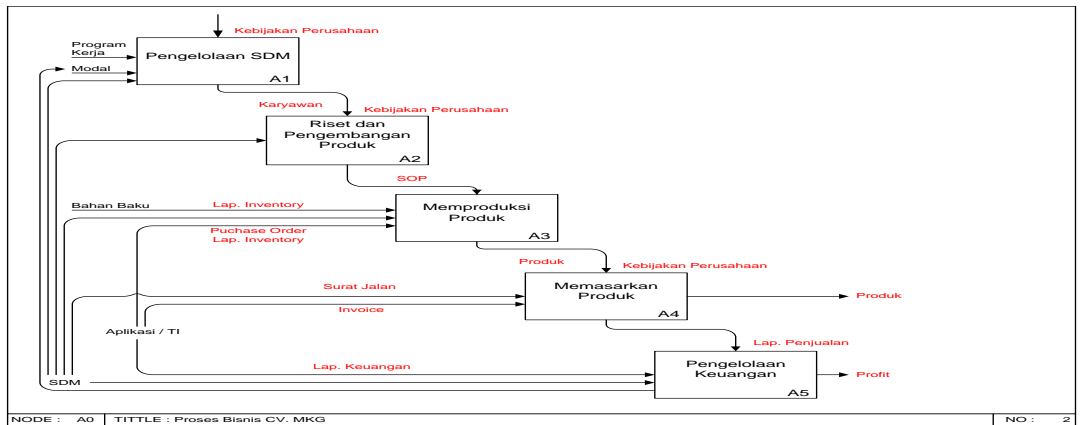 Kebijakan Perusahaan
Program
Kerja
Modal
Pengelolaan SDM
A1
Karyawan
Kebijakan Perusahaan
Riset dan
Pengembangan
Produk
A2
SOP
Bahan Baku
Lap. Inventory
Memproduksi
Produk
A3
Puchase Order
Lap. Inventory
Produk
Kebijakan Perusahaan
Surat Jalan
Memasarkan
Produk
A4
Produk
Invoice
Aplikasi / TI
Lap. Penjualan
Lap. Keuangan
Pengelolaan
Keuangan
A5
Profit
SDM
NODE : A0
TITTLE : Proses Bisnis CV. MKG
NO : 2